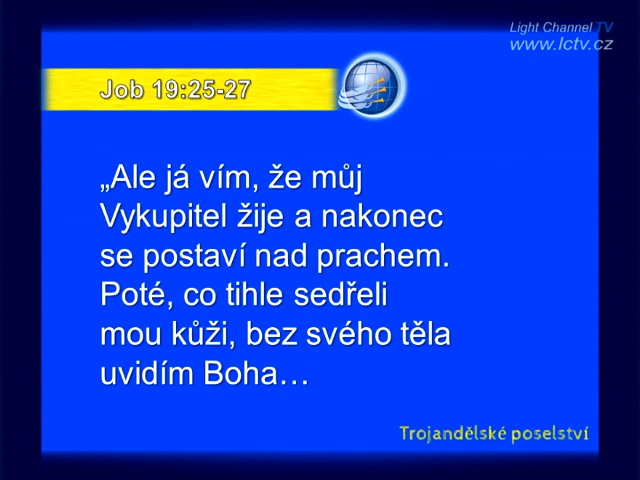 Light Channel TV
www.lctv.cz
Job 19:25-27
„Ale já vím, že můj
Vykupitel žije a nakonec
se postaví nad prachem.
Poté, co tihle sedřeli
mou kůži, bez svého těla
uvidím Boha…
Trojandělské poselství